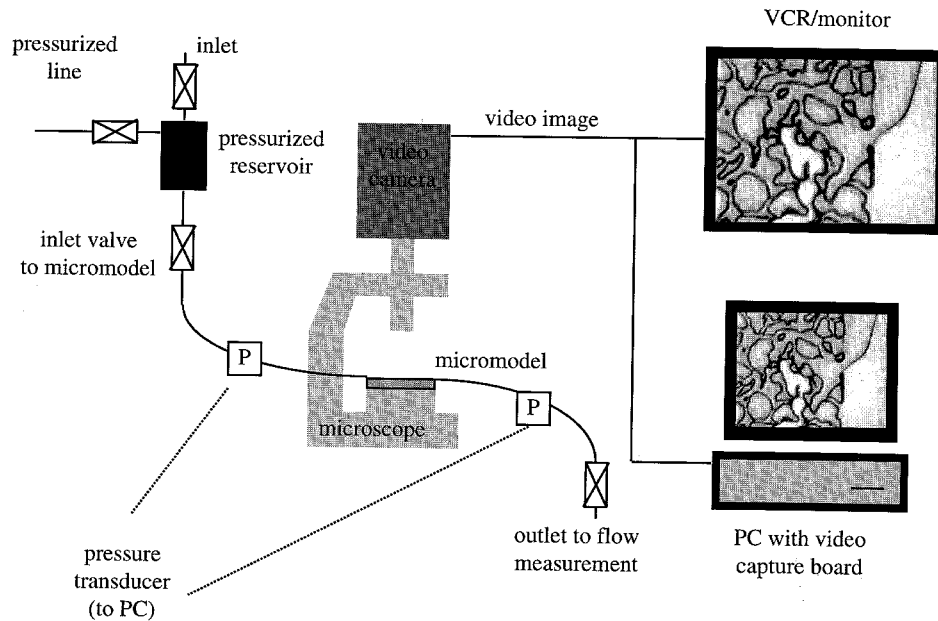 VCR/monitor
pressurized
line
inlet
pressurized
reservoir
video image
video
camera
inlet valve
to micromodel
P
micromodel
P
microscope
outlet to flow
measurement
PC with video
capture board
pressure
transducer
(to PC)